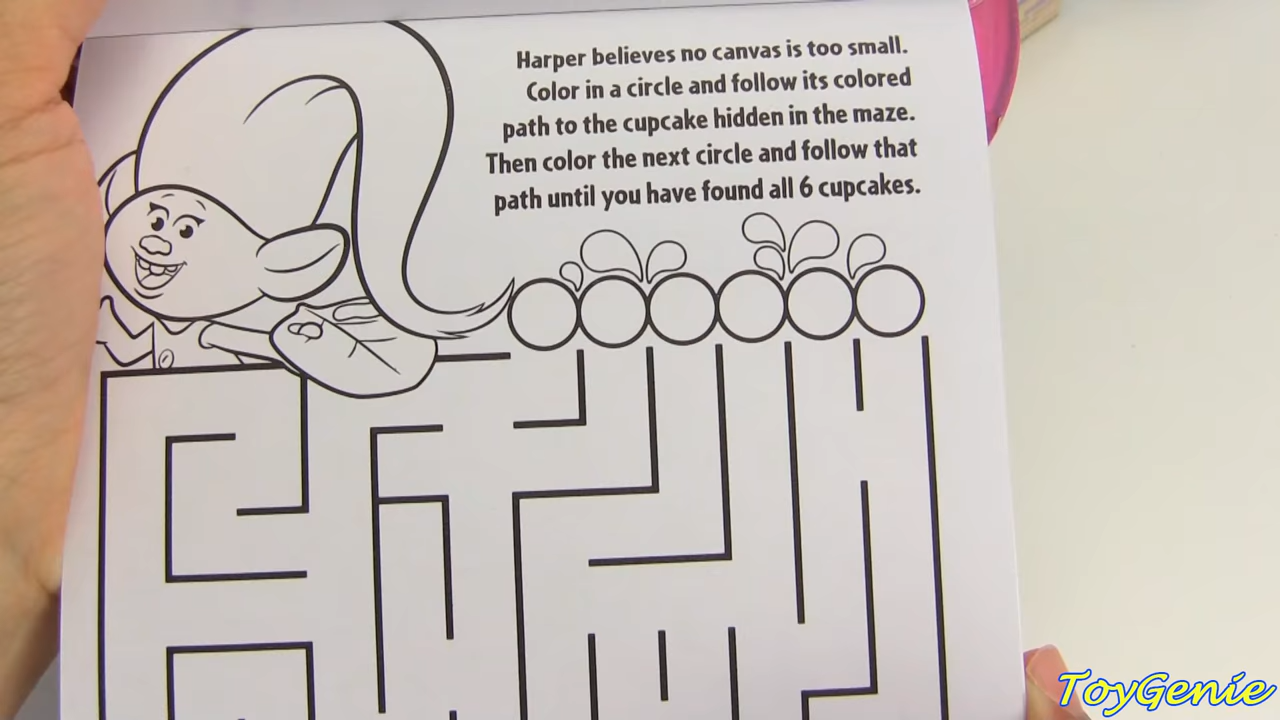 Harper believes no canvas is too small.
Color in a circle and follow its colored
path to the cupcake hidden in the maze.
Then color the next circle and follow that
path until you have found all 6 cupcakes.
ToyGenie